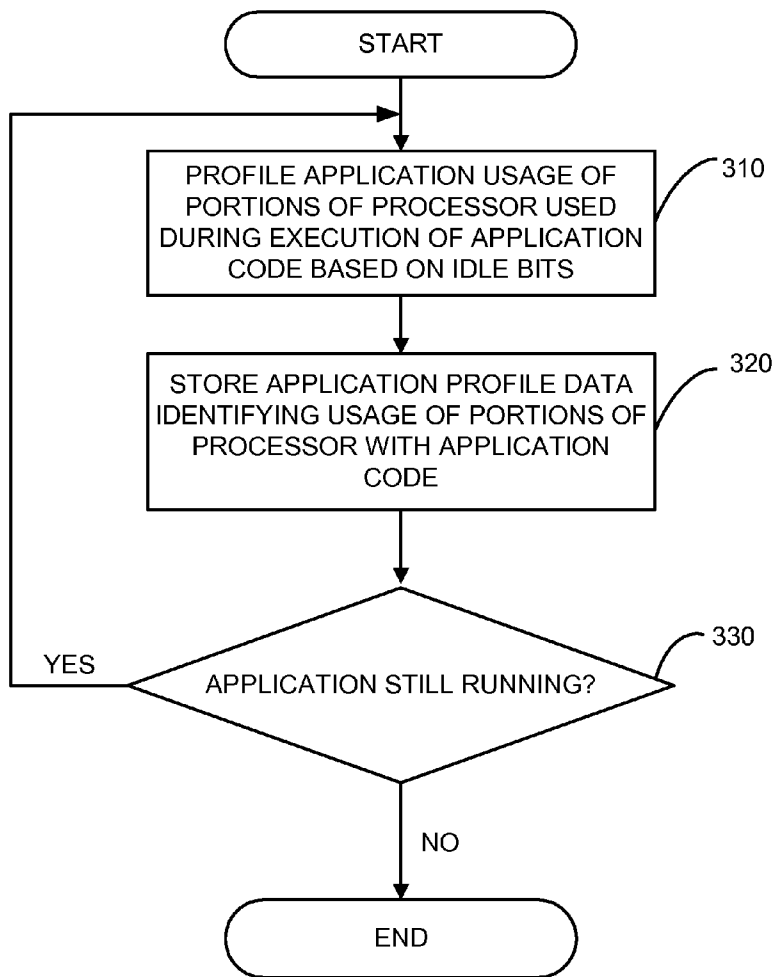 START
PROFILE APPLICATION USAGE OF
PORTIONS OF PROCESSOR USED
DURING EXECUTION OF APPLICATION
CODE BASED ON IDLE BITS
310
STORE APPLICATION PROFILE DATA
IDENTIFYING USAGE OF PORTIONS OF
PROCESSOR WITH APPLICATION
CODE
320
APPLICATION STILL RUNNING?
330
YES
NO
END